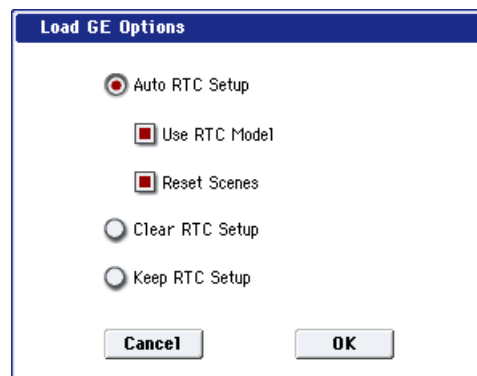 Load GE Options
Auto RTC Setup
Use RTC Model
Reset Scenes
Clear RTC Setup
Keep RTC Setup
Cancel OK